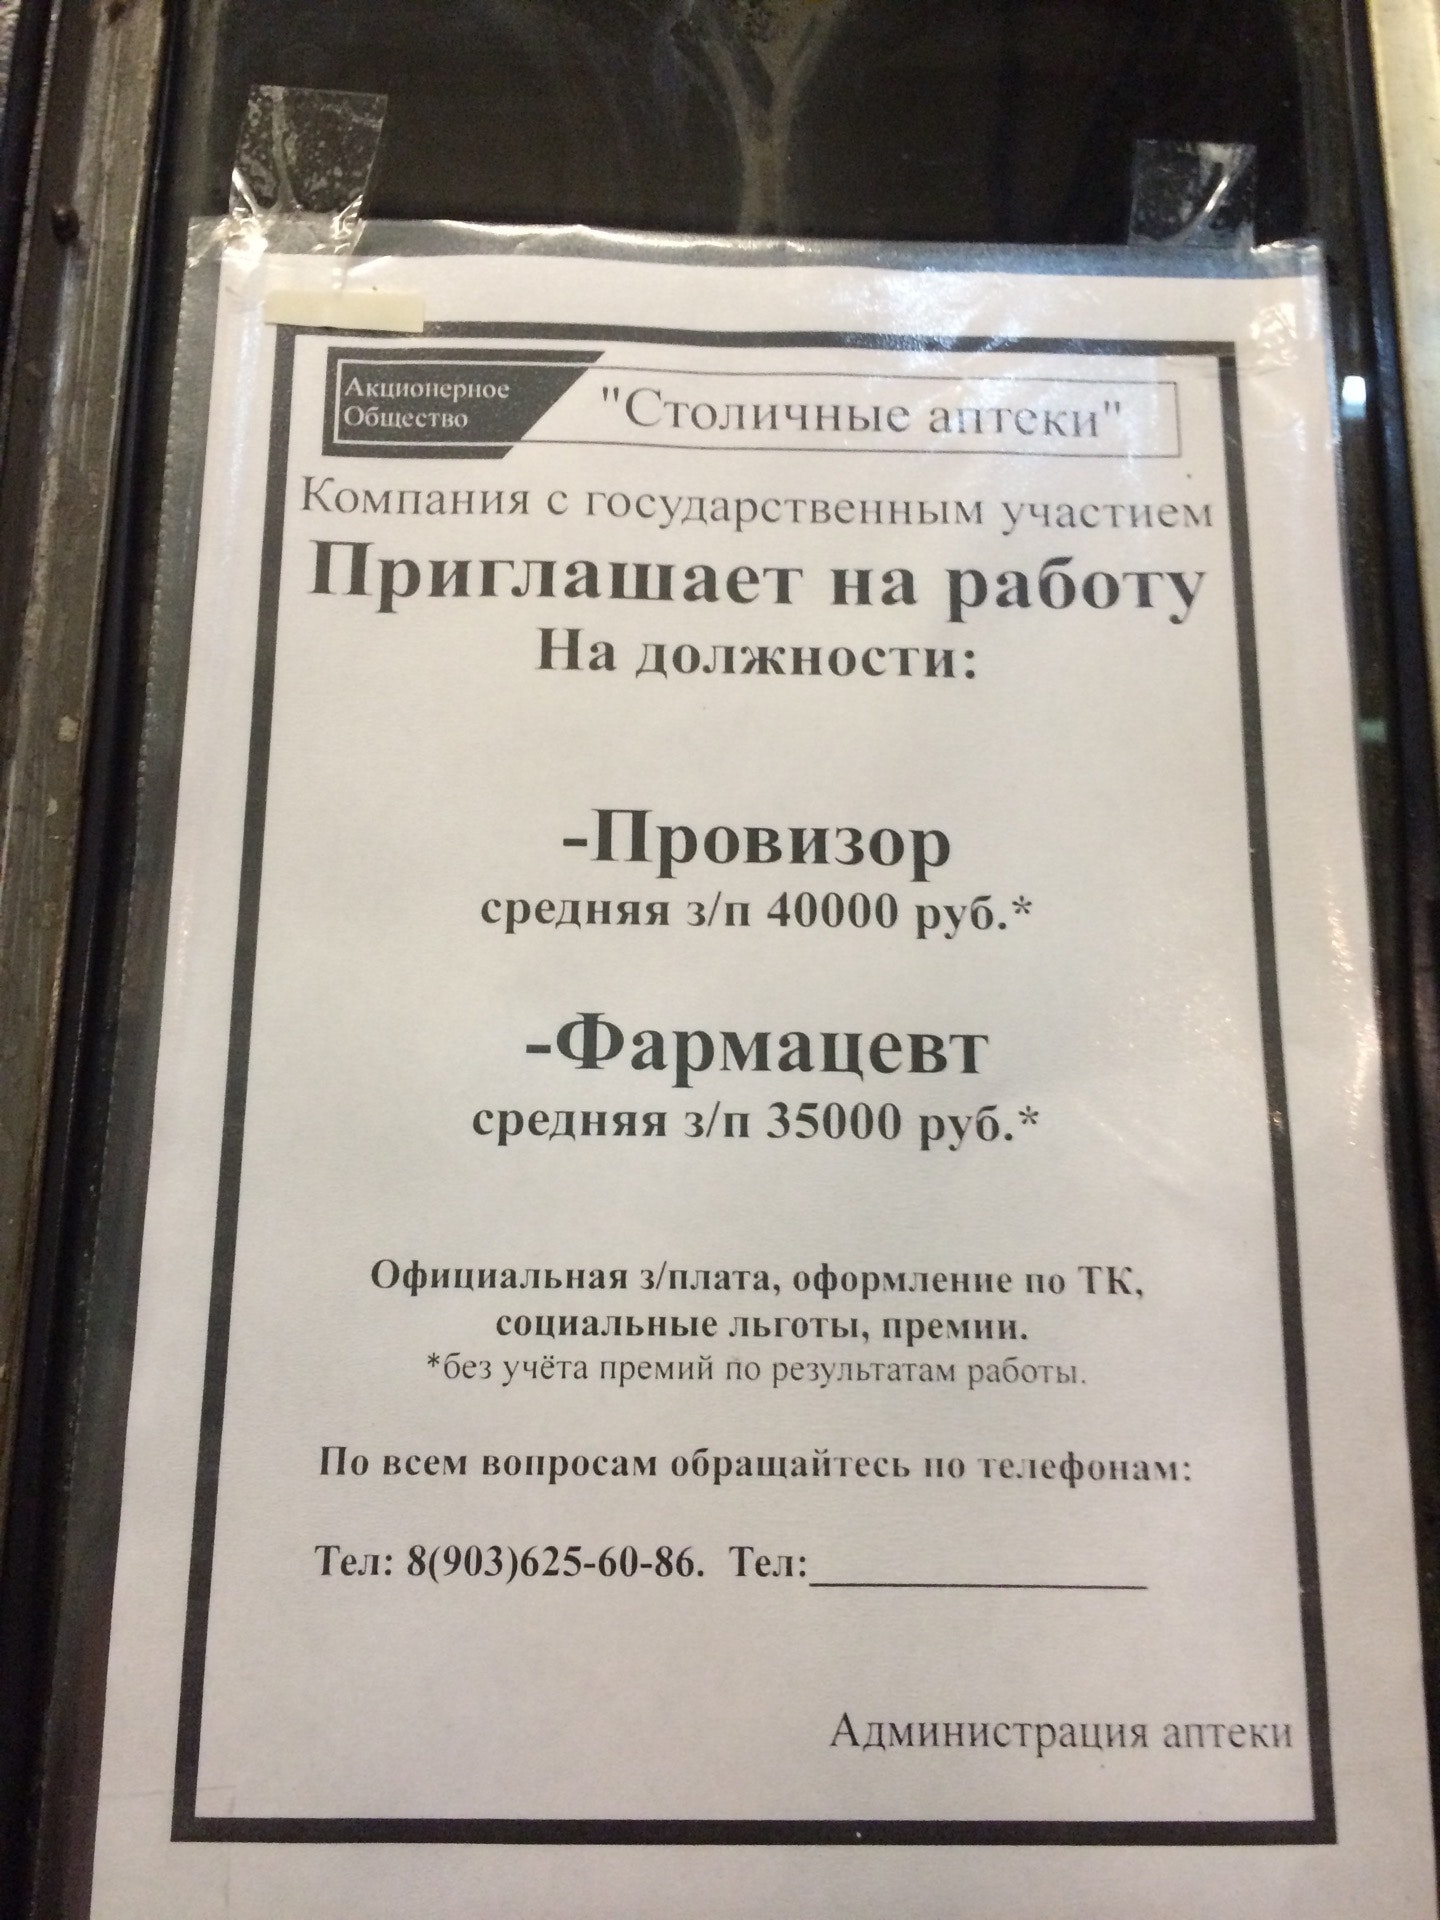 Акционерное
Общество
"Столичные аптеки"
Компания с государственным участием
Приглашает на работу
На должности:
-Провизор
средняя з/п 40000 руб.*
-Фармацевт
средняя з/п 35000 руб.*
Официальная з/плата, оформление по ТК,
социальные льготы, премии.
*без учёта премий по результатам работы.
По всем вопросам обращайтесь по телефонам:
Тел: 8(903)625-60-86. Тел:_______________
Администрация аптеки